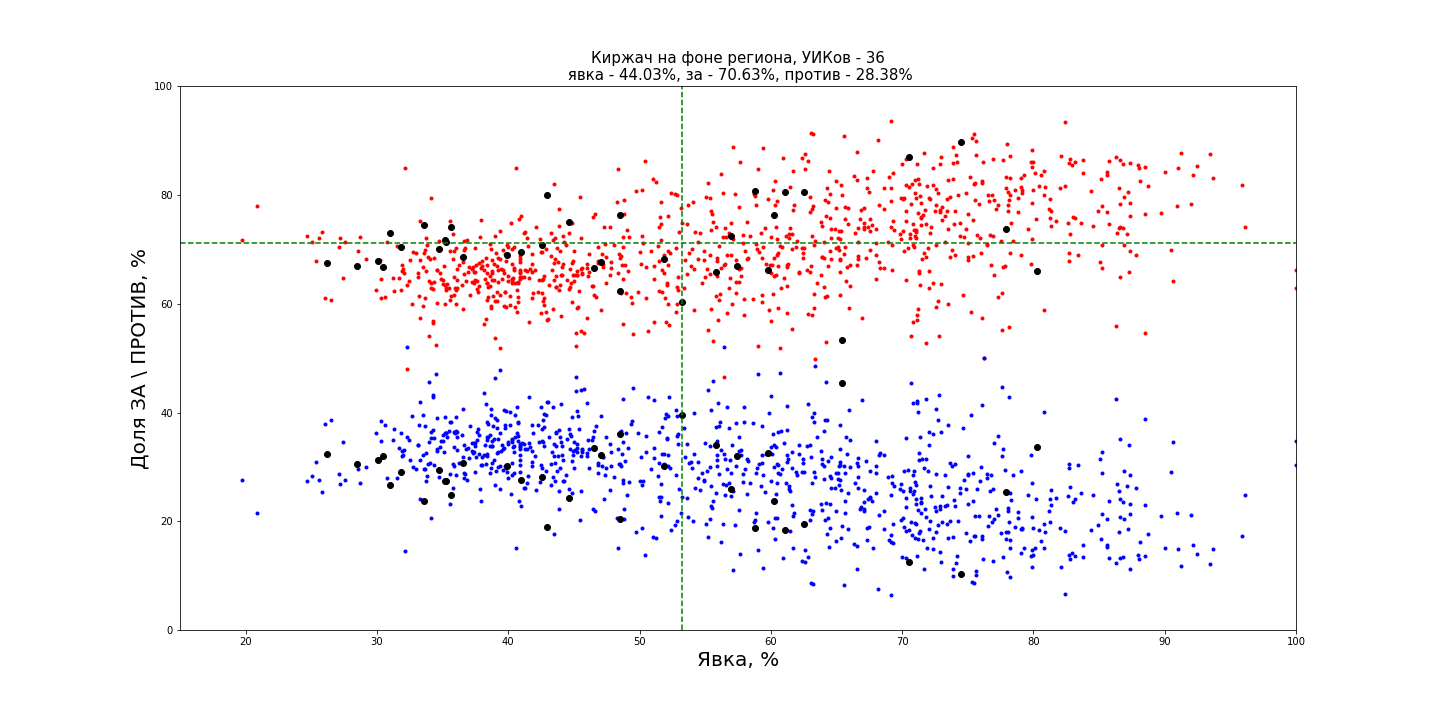 Киржач на фоне региона, УИКов - 36
явка - 44.03%, за - 70.63%, против - 28.38%
Доля ЗА \ ПРОТИВ, %
100
80
60
40
20
0
20 30 40 50 60 70 80 90 100
Явка, %